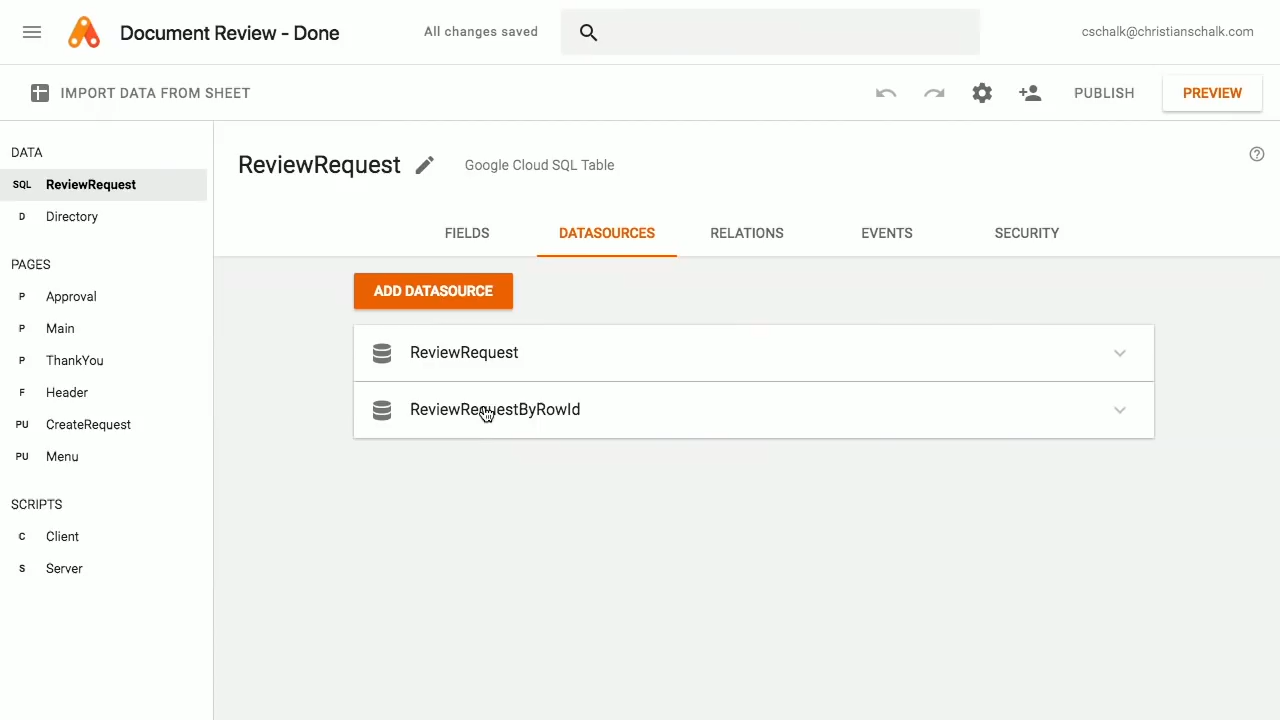 Document Review - Done
All changes saved
cschalk@christianschalk.com
IMPORT DATA FROM SHEET
PUBLISH
PREVIEW
DATA
SQL ReviewRequest
D Directory
PAGES
P Approval
P Main
P ThankYou
F Header
PU CreateRequest
PU Menu
SCRIPTS
C Client
S Server
ReviewRequest
Google Cloud SQL Table
FIELDS
DATASOURCES
RELATIONS
EVENTS
SECURITY
ADD DATASOURCE
ReviewRequest
ReviewRequestByRowId